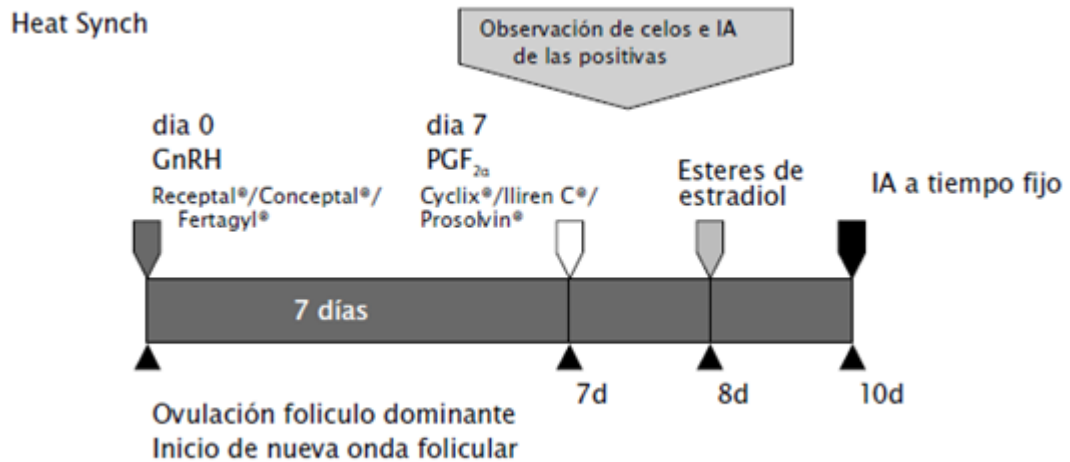 Heat Synch
Observación de celos e IA
de las positivas
dia 0
GnRH
Receptal®/Conceptal®/
Fertagyl®
dia 7
PGF2α
Cyclix®/Iliren C®/
Prosolvin®
Esteres de
estradiol
IA a tiempo fijo
7 días
7d
8d
10d
Ovulación foliculo dominante
Inicio de nueva onda folicular